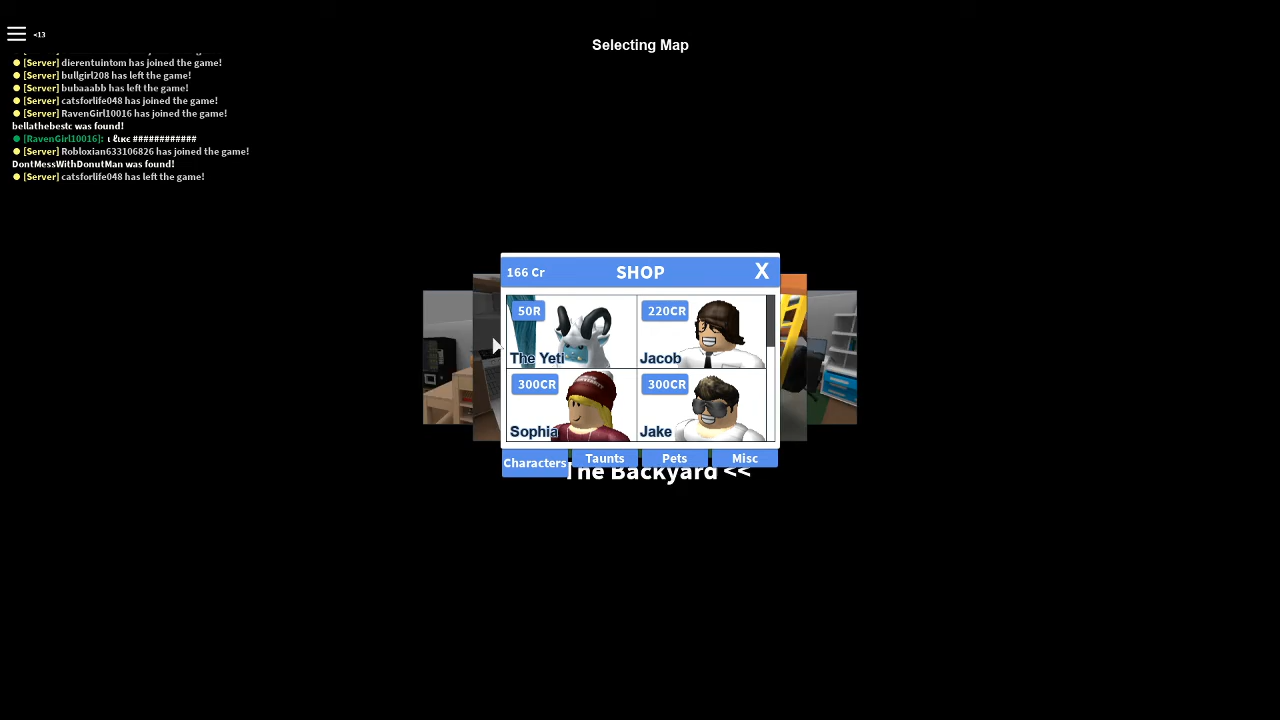 <13
Selecting Map
[Server] dierentuintom has joined the game!
[Server] bullgirl208 has left the game!
[Server] bubaaabb has left the game!
[Server] catsforlife048 has joined the game!
[Server] RavenGirl10016 has joined the game!
bellathebestc was found!
[RavenGirl10016]: ι ℓιкє ############
[Server] Robloxian633106826 has joined the game!
DontMessWithDonutMan was found!
[Server] catsforlife048 has left the game!
166 Cr SHOP X
50R 220CR
The Yeti Jacob
300CR 300CR
Sophia Jake
Characters Taunts Pets Misc
The Backyard <<